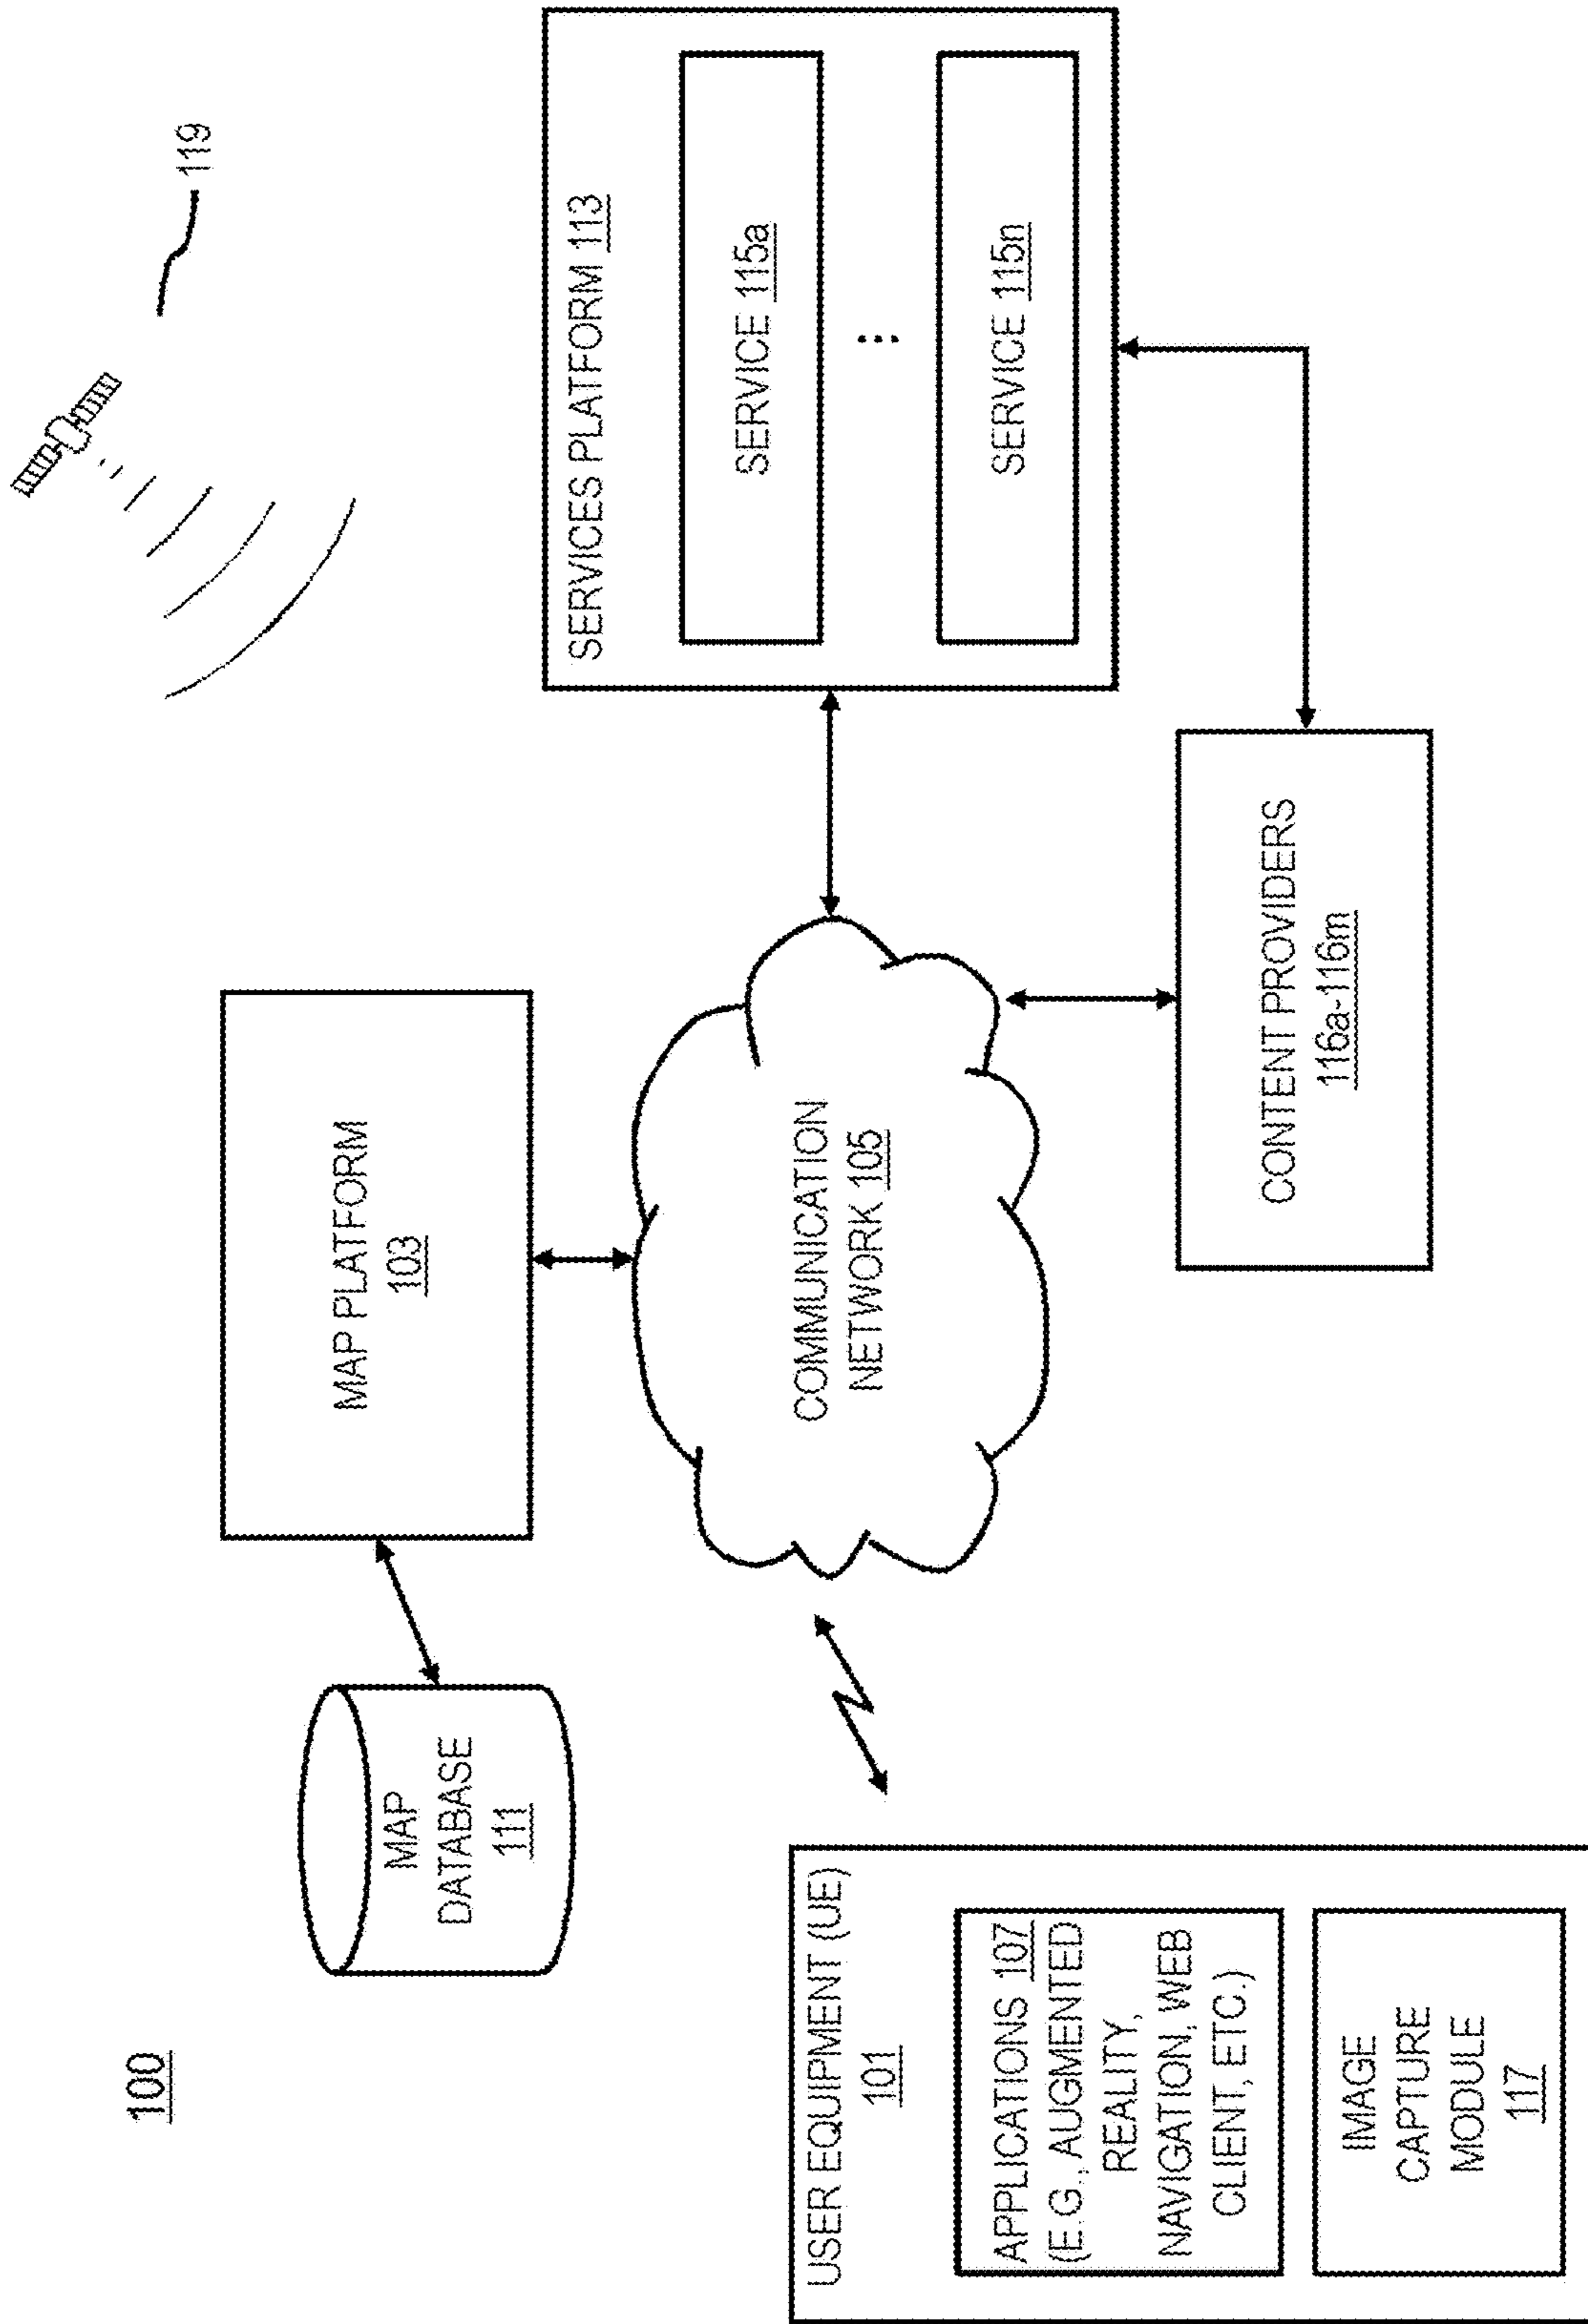 100
119
MAP PLATFORM
103
MAP
DATABASE
111
SERVICES PLATFORM 113
SERVICE 115a
...
SERVICE 115n
COMMUNICATION
NETWORK 105
USER EQUIPMENT (UE)
101
APPLICATIONS 107
(E.G., AUGMENTED
REALITY,
NAVIGATION, WEB
CLIENT, ETC.)
IMAGE
CAPTURE
MODULE
117
CONTENT PROVIDERS
116a-116m